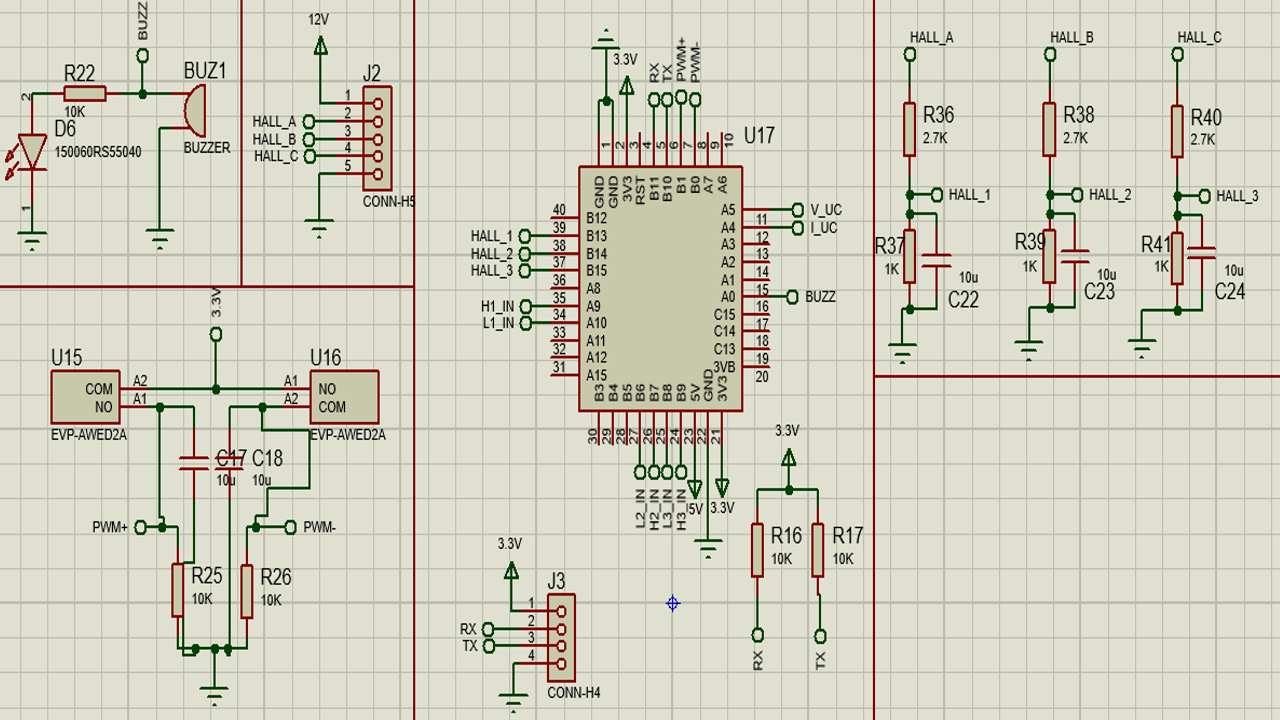 BUZZ
R22
10K
BUZ1
BUZZER
2
D6
150060RS55040
1
12V
J2
1
HALL_A
2
HALL_B
3
HALL_C
4
5
CONN-H5
3.3V
U15
COM
NO
A2
A1
EVP-AWED2A
U16
NO
COM
A1
A2
EVP-AWED2A
C17
10u
C18
10u
PWM+
PWM-
R25
10K
R26
10K
3.3V
RX
TX
PWM+
PWM-
U17
1
2
3
4
5
6
7
8
9
10
GND
GND
3V3
RST
B11
B10
B1
B0
A7
A6
40
B12
HALL_1
39
B13
HALL_2
38
B14
HALL_3
37
B15
36
A8
H1_IN
35
A9
L1_IN
34
A10
33
A11
32
A12
31
A15
A5
11
V_UC
A4
12
I_UC
A3
13
A2
14
A1
15
A0
16
BUZZ
C15
17
C14
18
C13
19
3VB
20
B3
B4
B5
B6
B7
B8
B9
5V
GND
3V3
30
29
28
27
26
25
24
23
22
21
L2_IN
H2_IN
L3_IN
H3_IN
5V
3.3V
3.3V
R16
10K
R17
10K
RX
TX
3.3V
J3
1
RX
2
TX
3
4
CONN-H4
HALL_A
R36
2.7K
HALL_1
R37
1K
10u
C22
HALL_B
R38
2.7K
HALL_2
R39
1K
10u
C23
HALL_C
R40
2.7K
HALL_3
R41
1K
10u
C24